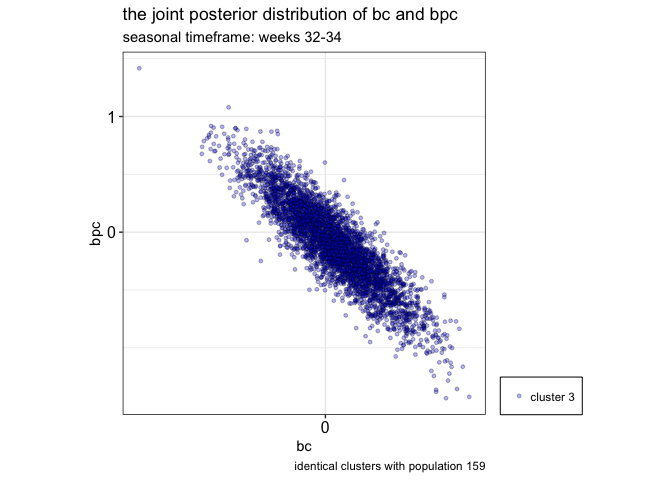 the joint posterior distribution of bc and bpc
seasonal timeframe: weeks 32-34
1
0
bpc
0
bc
cluster 3
identical clusters with population 159